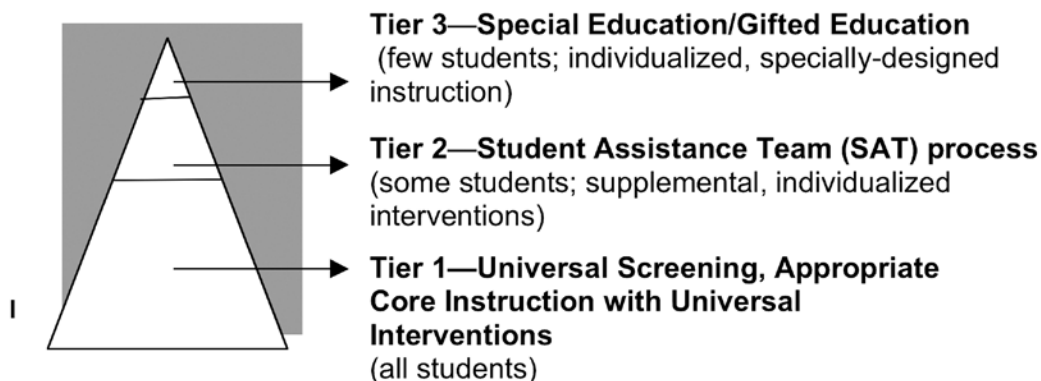 Tier 3—Special Education/Gifted Education
(few students; individualized, specially-designed
instruction)
Tier 2—Student Assistance Team (SAT) process
(some students; supplemental, individualized
interventions)
I
Tier 1—Universal Screening, Appropriate
Core Instruction with Universal
Interventions
(all students)